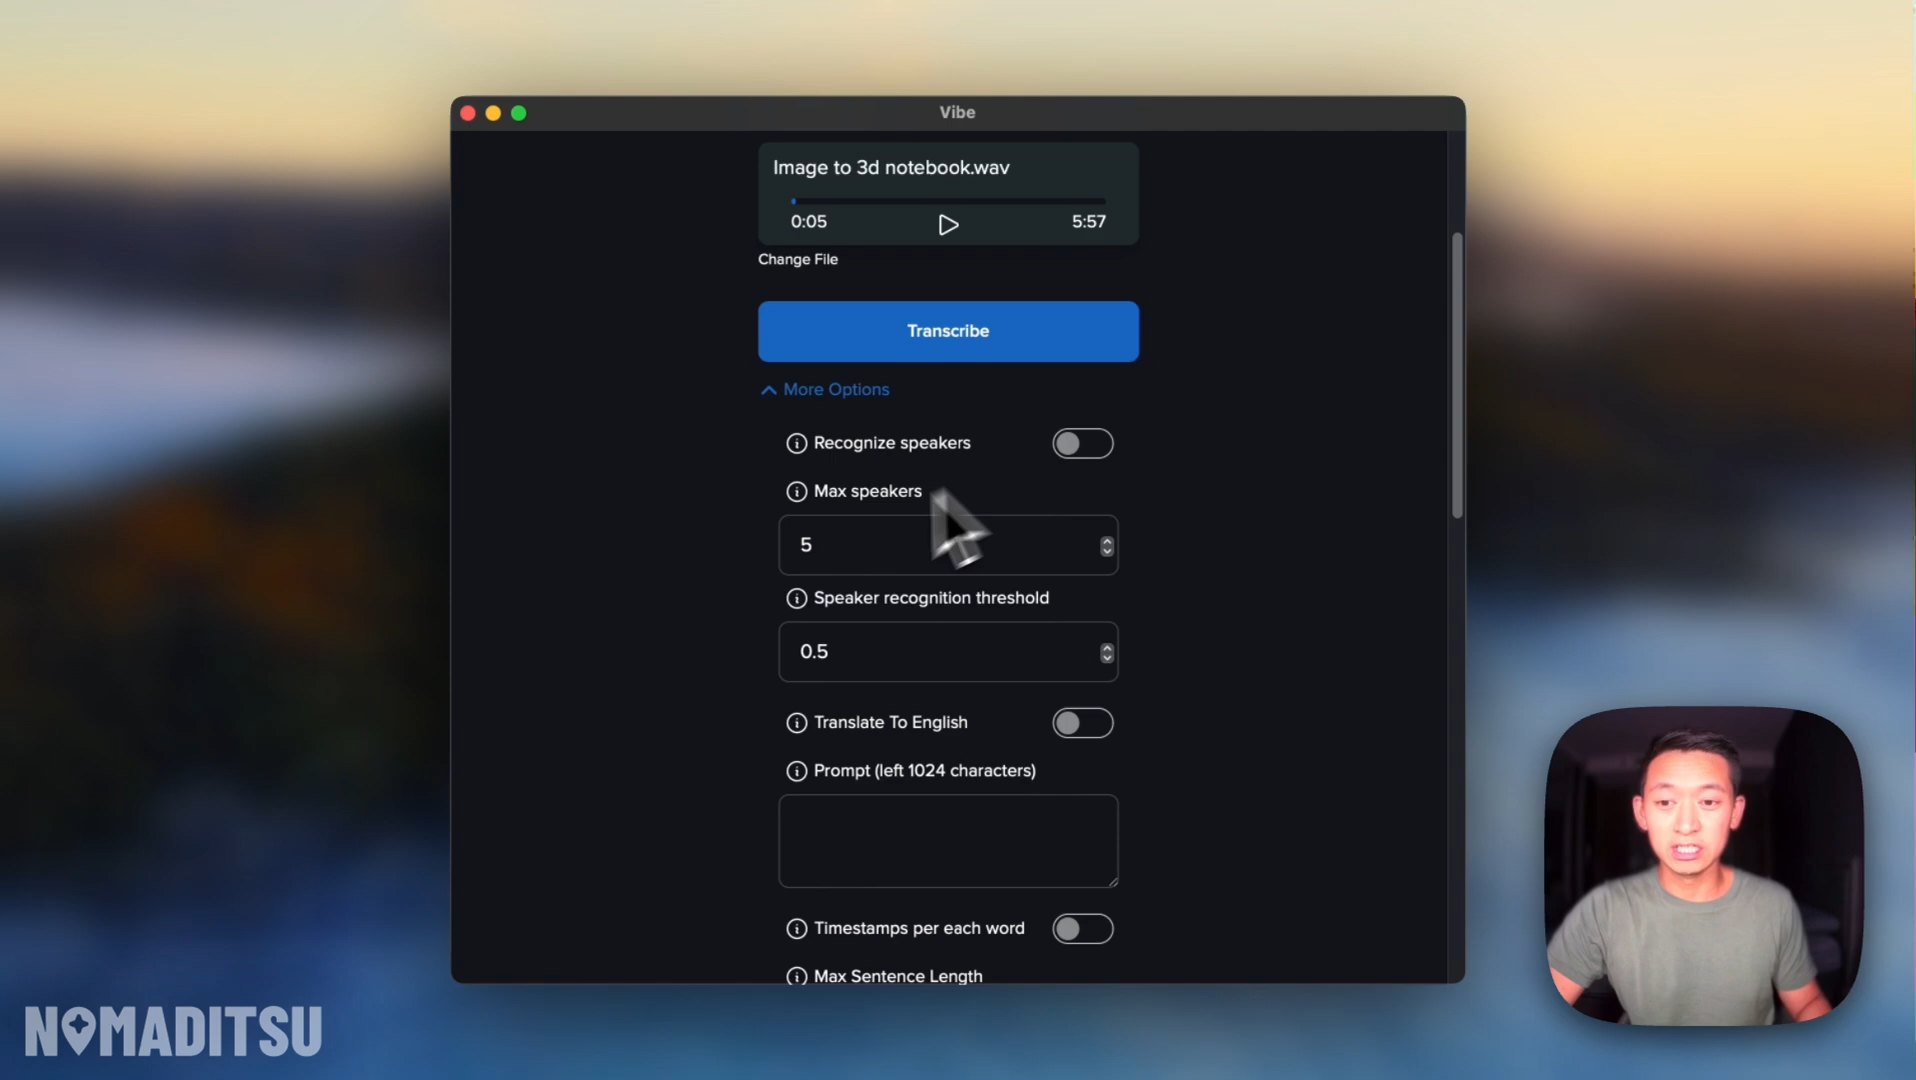 Vibe
Image to 3d notebook.wav
0:05
5:57
Change File
Transcribe
More Options
Recognize speakers
Max speakers
5
Speaker recognition threshold
0.5
Translate To English
Prompt (left 1024 characters)
Timestamps per each word
Max Sentence Length
NOMADITSU